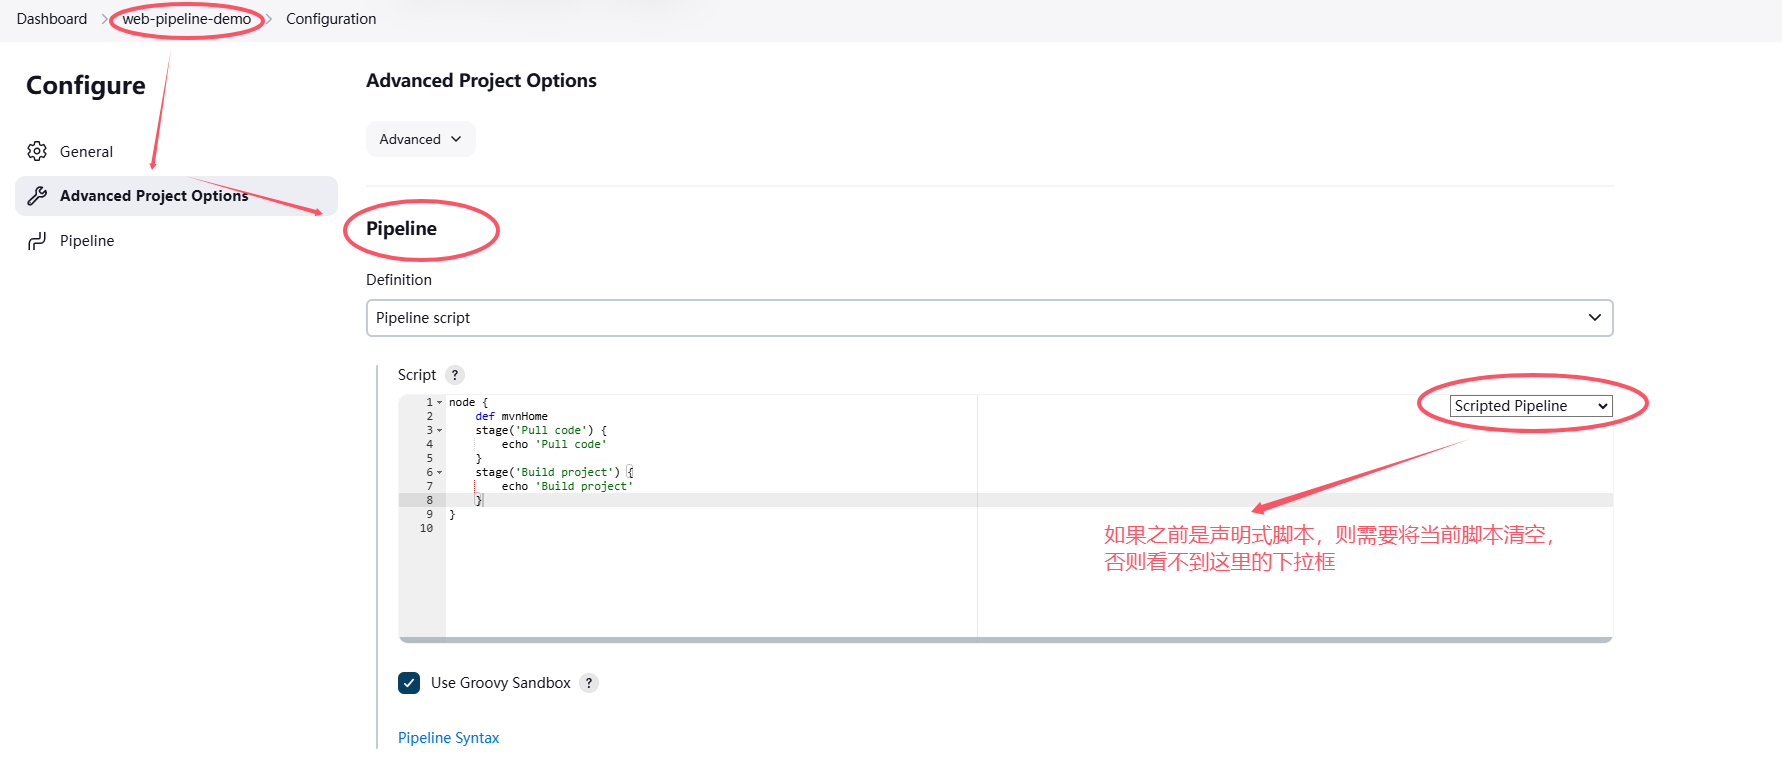 Dashboard > web-pipeline-demo > Configuration
Configure
General
Advanced Project Options
Pipeline
Advanced Project Options
Advanced
Pipeline
Definition
Pipeline script
Script ?
Scripted Pipeline
1 node {
2     def mvnHome
3     stage('Pull code') {
4         echo 'Pull code'
5     }
6     stage('Build project') {
7         echo 'Build project'
8     }
9 }
10
如果之前是声明式脚本，则需要将当前脚本清空，
否则看不到这里的下拉框
Use Groovy Sandbox ?
Pipeline Syntax